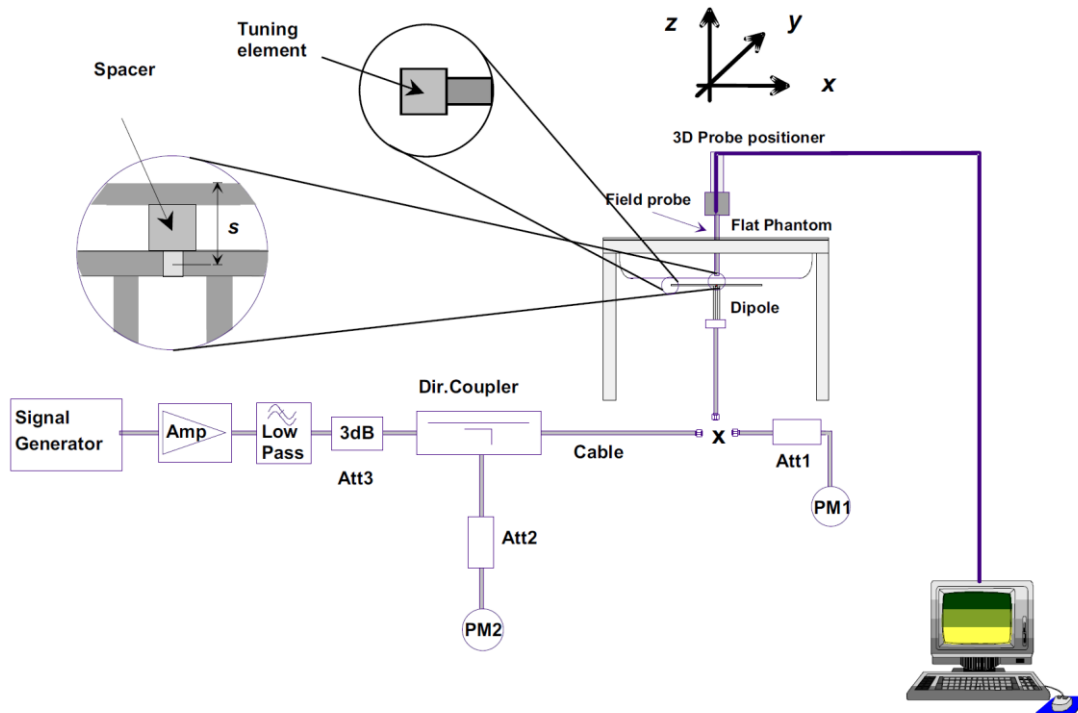 Tuning
element
Spacer
z
y
x
3D Probe positioner
Field probe
Flat Phantom
s
Dipole
Dir.Coupler
Signal
Generator
Amp
Low
Pass
3dB
Att3
Cable
x
Att1
PM1
Att2
PM2